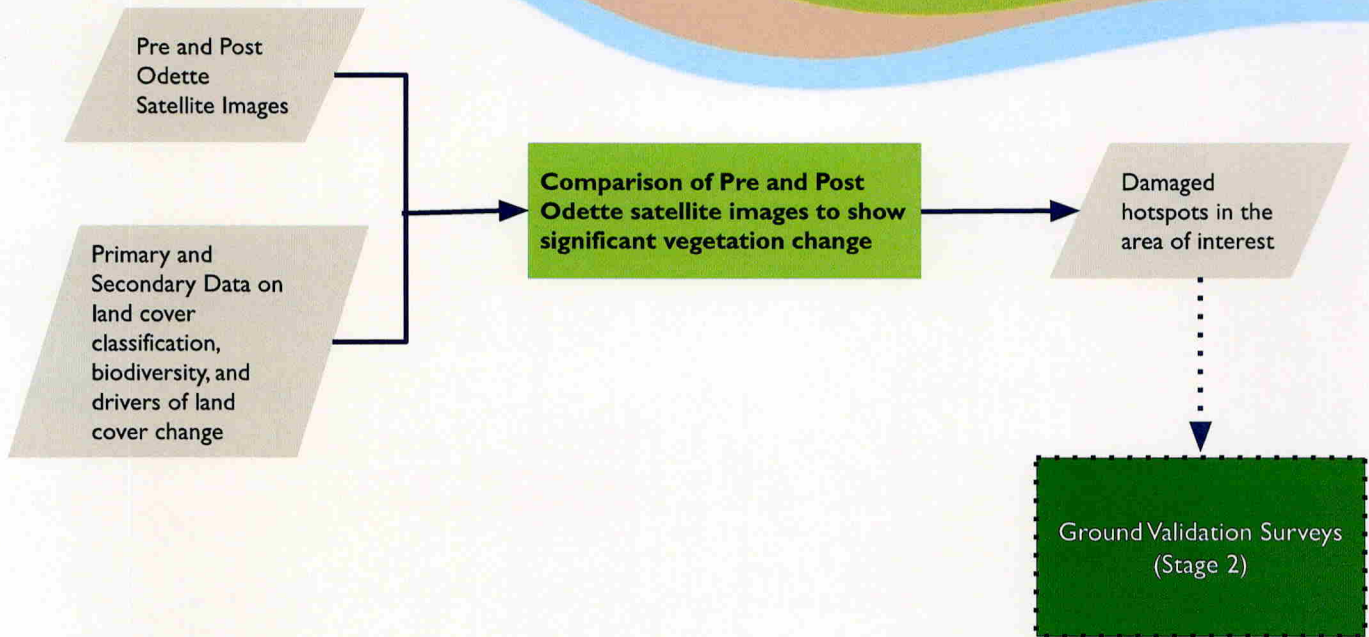 Pre and Post
Odette
Satellite Images
Primary and
Secondary Data on
land cover
classification,
biodiversity, and
drivers of land
cover change
Comparison of Pre and Post
Odette satellite images to show
significant vegetation change
Damaged
hotspots in the
area of interest
Ground Validation Surveys
(Stage 2)